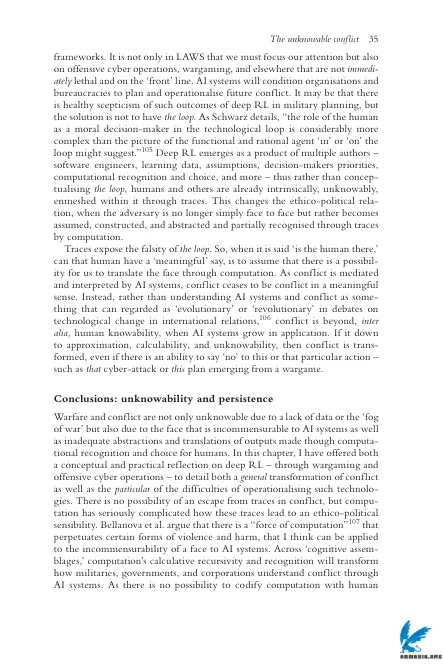 The unknowable conflict 35
frameworks. It is not only in LAWS that we must focus our attention but also
on offensive cyber operations, wargaming, and elsewhere that are not immedi-
ately lethal and on the ‘front’ line. AI systems will condition organisations and
bureaucracies to plan and operationalise future conflict. It may be that there
is healthy scepticism of such outcomes of deep RL in military planning, but
the solution is not to have the loop. As Schwarz details, “the role of the human
as a moral decision-maker in the technological loop is considerably more
complex than the picture of the functional and rational agent ‘in’ or ‘on’ the
loop might suggest.”105 Deep RL emerges as a product of multiple authors –
software engineers, learning data, assumptions, decision-makers priorities,
computational recognition and choice, and more – thus rather than concep-
tualising the loop, humans and others are already intrinsically, unknowably,
enmeshed within it through traces. This changes the ethico-political rela-
tion, when the adversary is no longer simply face to face but rather becomes
assumed, constructed, and abstracted and partially recognised through traces
by computation.
Traces expose the falsity of the loop. So, when it is said ‘is the human there,’
can that human have a ‘meaningful’ say, is to assume that there is a possibil-
ity for us to translate the face through computation. As conflict is mediated
and interpreted by AI systems, conflict ceases to be conflict in a meaningful
sense. Instead, rather than understanding AI systems and conflict as some-
thing that can regarded as ‘evolutionary’ or ‘revolutionary’ in debates on
technological change in international relations,106 conflict is beyond, inter
alia, human knowability, when AI systems grow in application. If it down
to approximation, calculability, and unknowability, then conflict is trans-
formed, even if there is an ability to say ‘no’ to this or that particular action –
such as that cyber-attack or this plan emerging from a wargame.
Conclusions: unknowability and persistence
Warfare and conflict are not only unknowable due to a lack of data or the ‘fog
of war’ but also due to the face that is incommensurable to AI systems as well
as inadequate abstractions and translations of outputs made though computa-
tional recognition and choice for humans. In this chapter, I have offered both
a conceptual and practical reflection on deep RL – through wargaming and
offensive cyber operations – to detail both a general transformation of conflict
as well as the particular of the difficulties of operationalising such technolo-
gies. There is no possibility of an escape from traces in conflict, but compu-
tation has seriously complicated how these traces lead to an ethico-political
sensibility. Bellanova et al. argue that there is a “force of computation”107 that
perpetuates certain forms of violence and harm, that I think can be applied
to the incommensurability of a face to AI systems. Across ‘cognitive assem-
blages,’ computation’s calculative recursivity and recognition will transform
how militaries, governments, and corporations understand conflict through
AI systems. As there is no possibility to codify computation with human